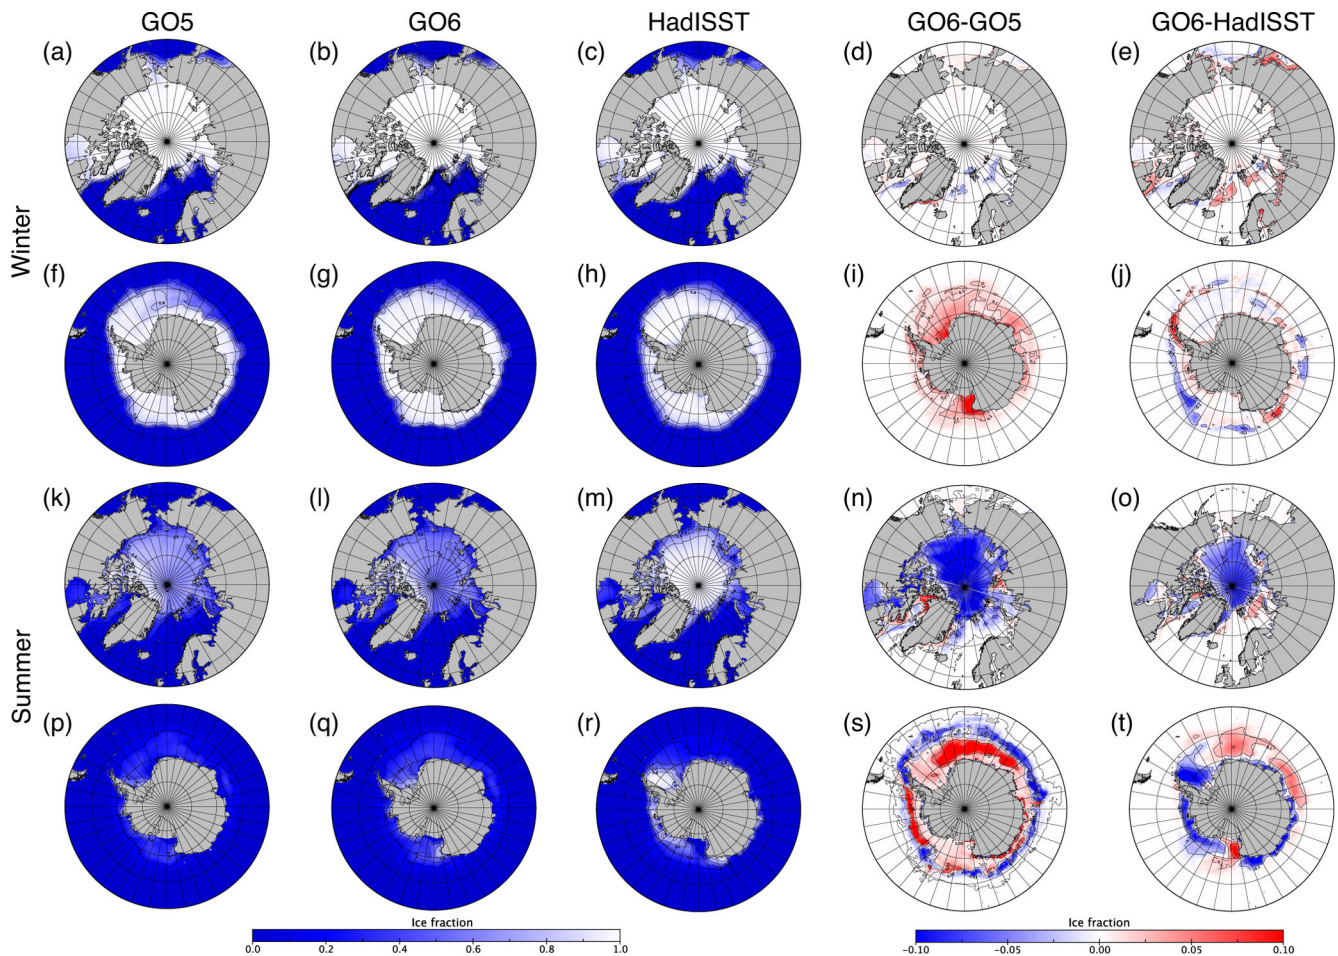 GO5 GO6 HadISST GO6-GO5 GO6-HadISST
(a) (b) (c) (d) (e)
Winter
(f) (g) (h) (i) (j)
(k) (l) (m) (n) (o)
Summer
(p) (q) (r) (s) (t)
Ice fraction Ice fraction
0.0 0.2 0.4 0.6 0.8 1.0 −0.10 −0.05 0.00 0.05 0.10